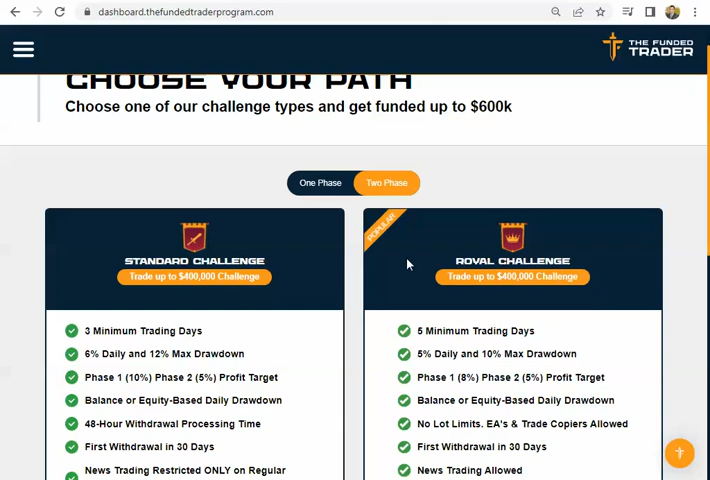 dashboard.thefundedtraderprogram.com
THE FUNDED
TRADER
CHOOSE YOUR PATH
Choose one of our challenge types and get funded up to $600k
One Phase
Two Phase
STANDARD CHALLENGE
Trade up to $400,000 Challenge
3 Minimum Trading Days
6% Daily and 12% Max Drawdown
Phase 1 (10%) Phase 2 (5%) Profit Target
Balance or Equity-Based Daily Drawdown
48-Hour Withdrawal Processing Time
First Withdrawal in 30 Days
News Trading Restricted ONLY on Regular
POPULAR
ROYAL CHALLENGE
Trade up to $400,000 Challenge
5 Minimum Trading Days
5% Daily and 10% Max Drawdown
Phase 1 (8%) Phase 2 (5%) Profit Target
Balance or Equity-Based Daily Drawdown
No Lot Limits. EA's & Trade Copiers Allowed
First Withdrawal in 30 Days
News Trading Allowed